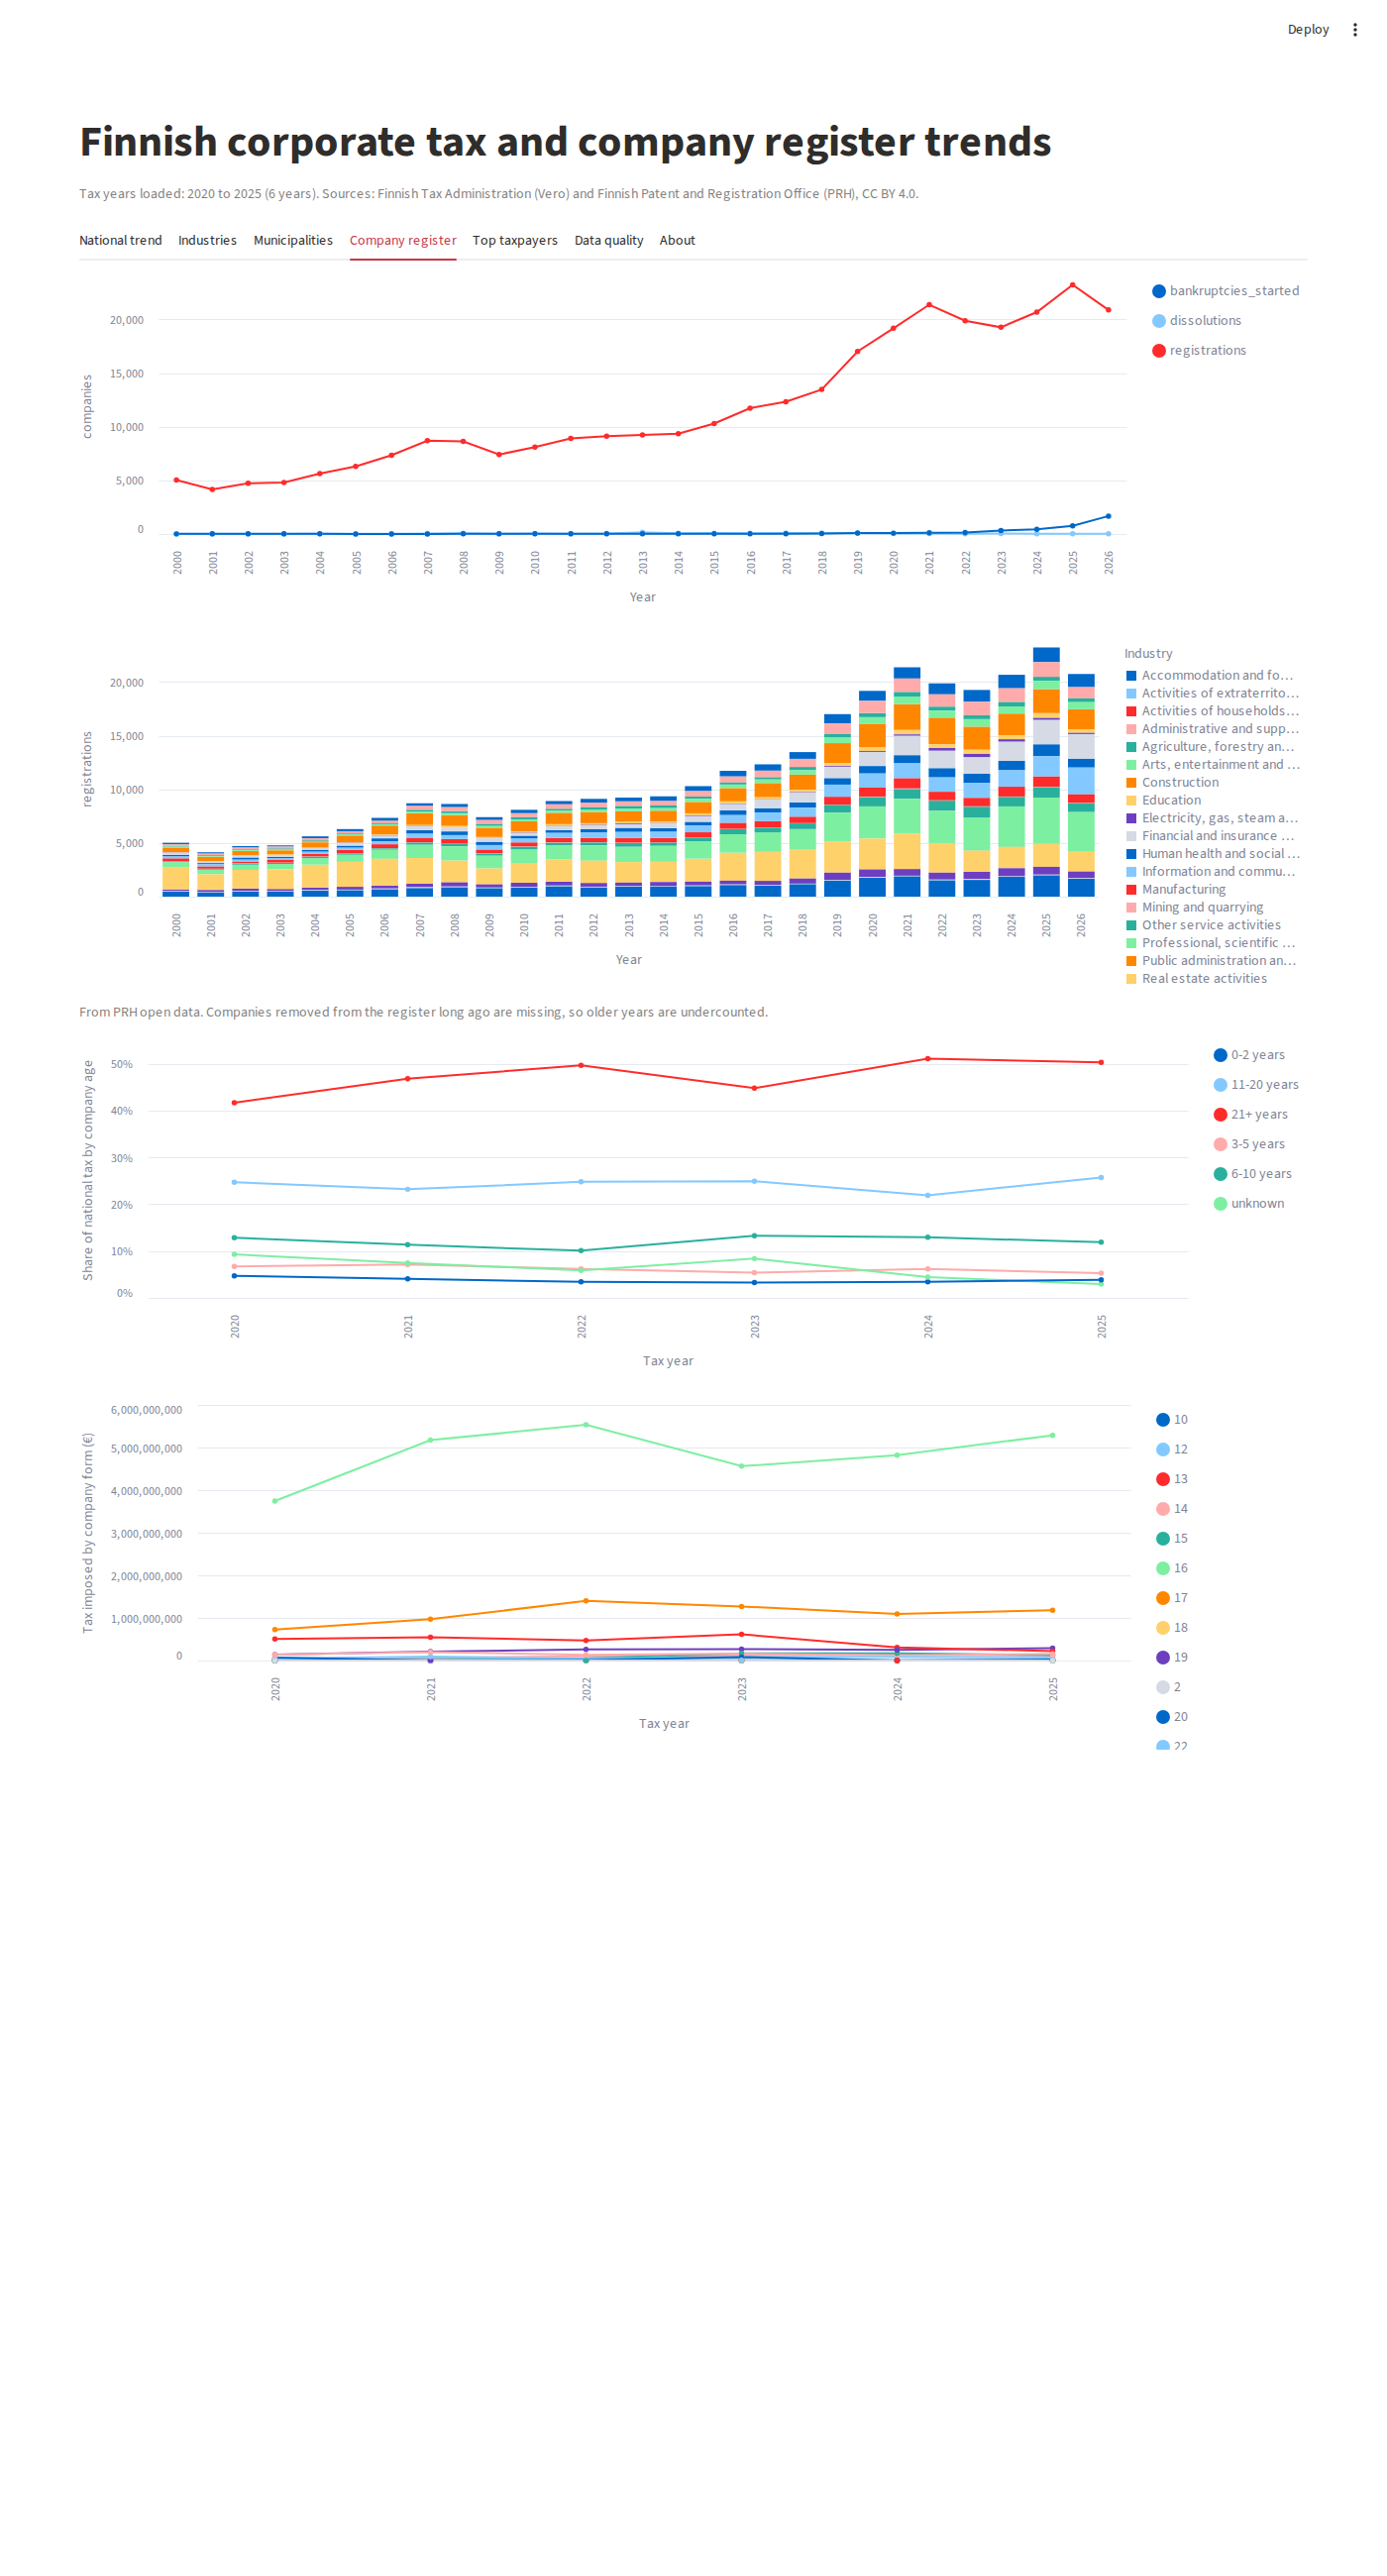 Deploy
Finnish corporate tax and company register trends
Tax years loaded: 2020 to 2025 (6 years). Sources: Finnish Tax Administration (Vero) and Finnish Patent and Registration Office (PRH), CC BY 4.0.
National trend Industries Municipalities Company register Top taxpayers Data quality About
companies
20,000
15,000
10,000
5,000
0
2000 2001 2002 2003 2004 2005 2006 2007 2008 2009 2010 2011 2012 2013 2014 2015 2016 2017 2018 2019 2020 2021 2022 2023 2024 2025 2026
Year
bankruptcies_started
dissolutions
registrations
registrations
20,000
15,000
10,000
5,000
0
2000 2001 2002 2003 2004 2005 2006 2007 2008 2009 2010 2011 2012 2013 2014 2015 2016 2017 2018 2019 2020 2021 2022 2023 2024 2025 2026
Year
Industry
Accommodation and fo…
Activities of extraterrito…
Activities of households…
Administrative and supp…
Agriculture, forestry an…
Arts, entertainment and …
Construction
Education
Electricity, gas, steam a…
Financial and insurance …
Human health and social …
Information and commu…
Manufacturing
Mining and quarrying
Other service activities
Professional, scientific …
Public administration an…
Real estate activities
From PRH open data. Companies removed from the register long ago are missing, so older years are undercounted.
Share of national tax by company age
50%
40%
30%
20%
10%
0%
2020 2021 2022 2023 2024 2025
Tax year
0-2 years
11-20 years
21+ years
3-5 years
6-10 years
unknown
Tax imposed by company form (€)
6,000,000,000
5,000,000,000
4,000,000,000
3,000,000,000
2,000,000,000
1,000,000,000
0
2020 2021 2022 2023 2024 2025
Tax year
10
12
13
14
15
16
17
18
19
2
20
22